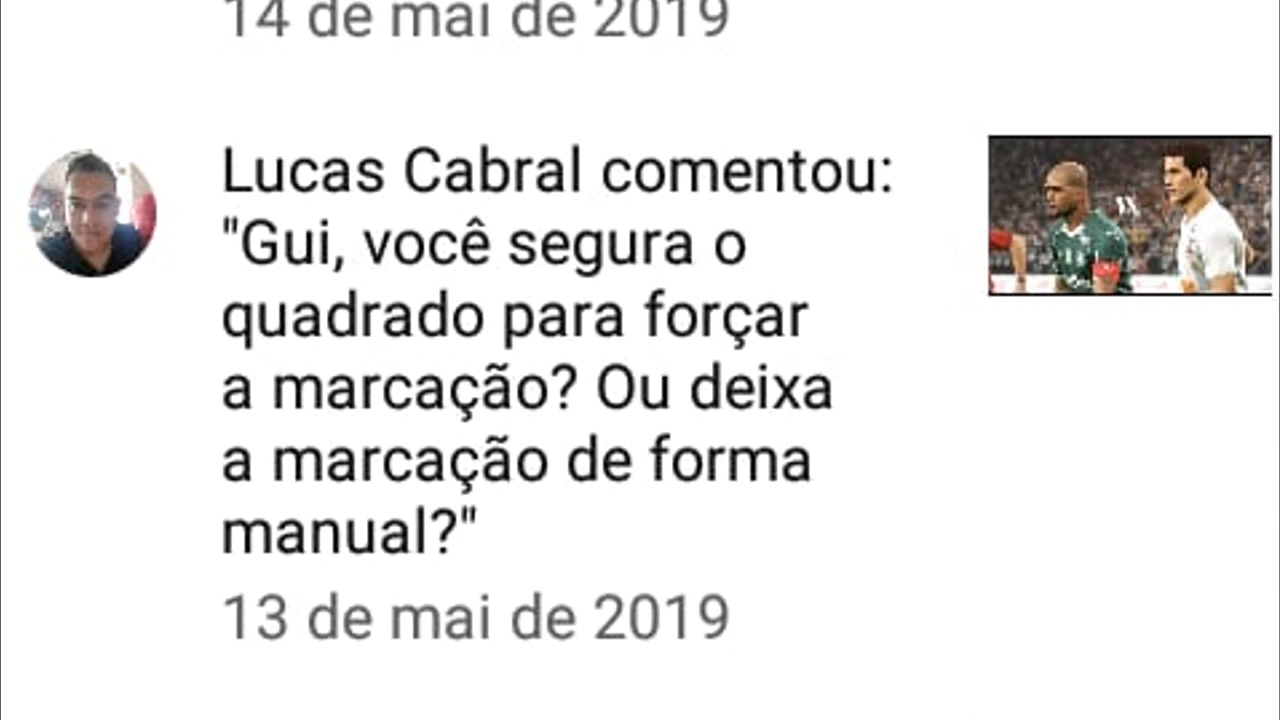 14 de mai de 2019
Lucas Cabral comentou:
"Gui, você segura o
quadrado para forçar
a marcação? Ou deixa
a marcação de forma
manual?"
13 de mai de 2019